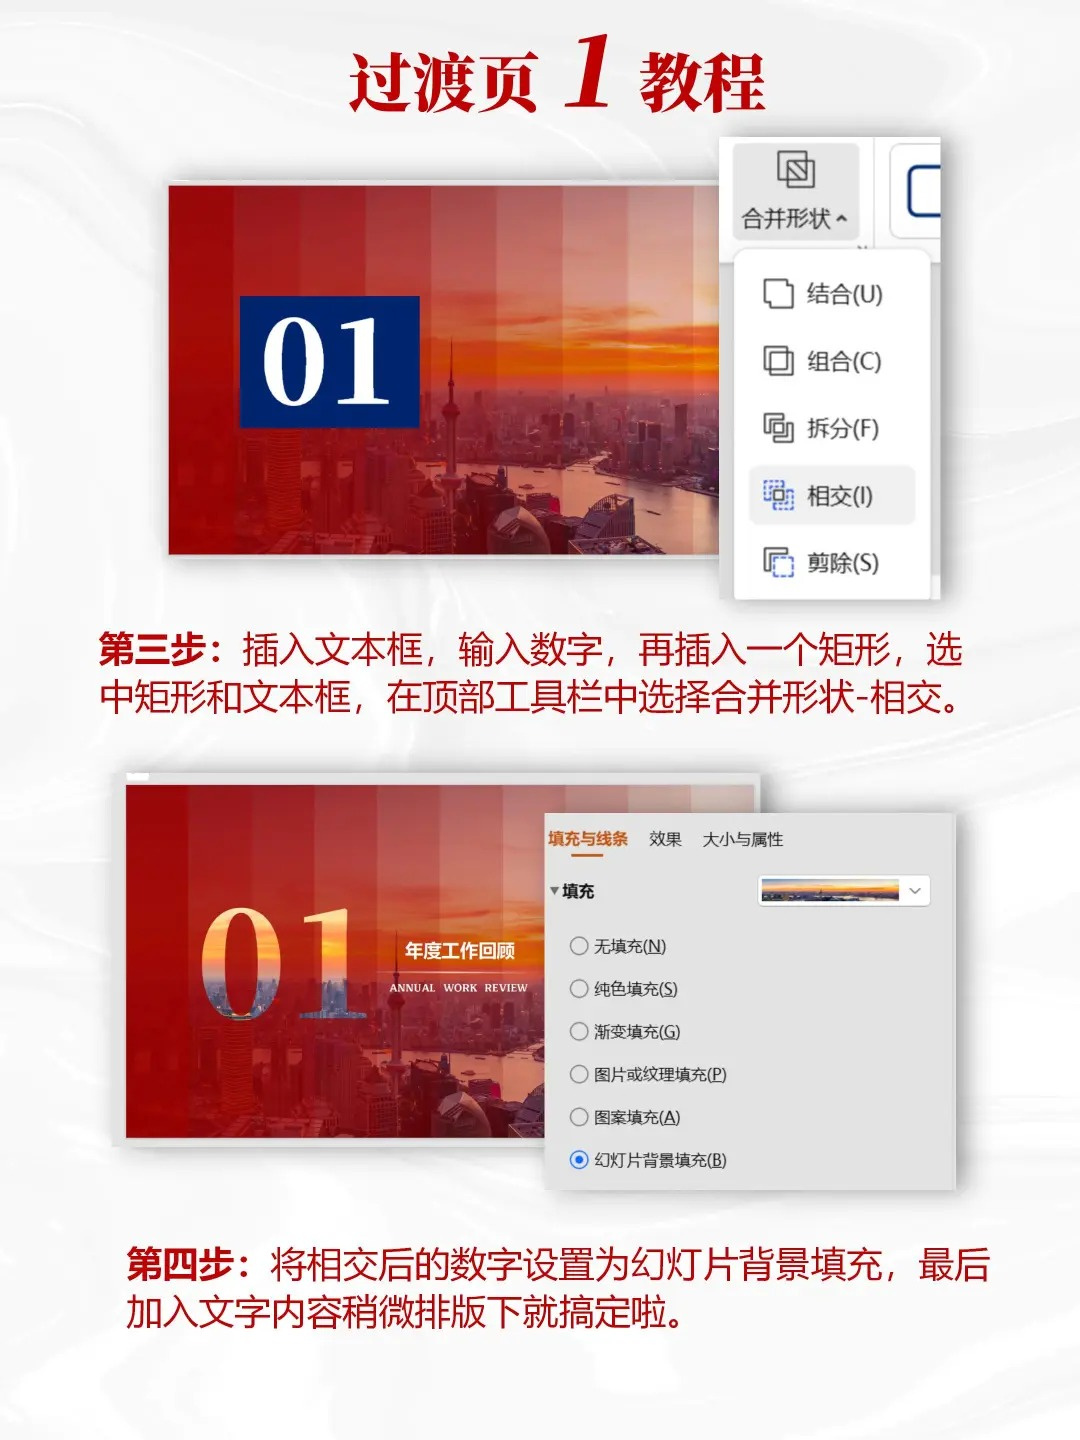 过渡页 1 教程
合并形状
结合(U)
组合(C)
拆分(F)
相交(I)
剪除(S)
01
第三步：插入文本框，输入数字，再插入一个矩形，选
中矩形和文本框，在顶部工具栏中选择合并形状-相交。
01
年度工作回顾
ANNUAL WORK REVIEW
填充与线条 效果 大小与属性
填充
无填充(N)
纯色填充(S)
渐变填充(G)
图片或纹理填充(P)
图案填充(A)
幻灯片背景填充(B)
第四步：将相交后的数字设置为幻灯片背景填充，最后
加入文字内容稍微排版下就搞定啦。